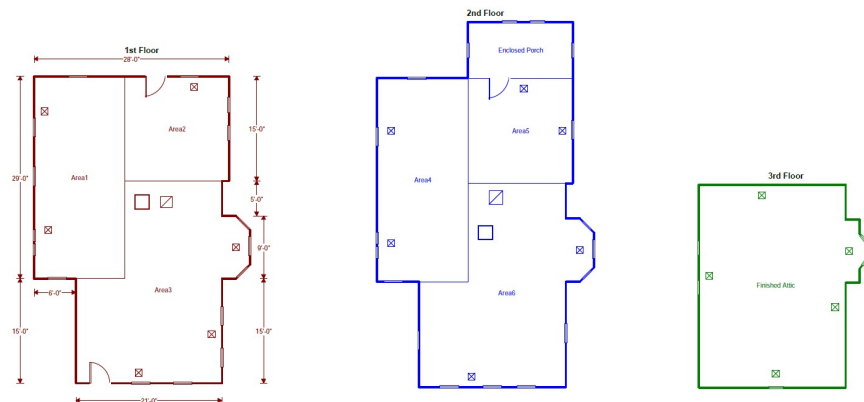 1st Floor
28'-0"
Area2
15'-0"
Area1
29'-0"
5'-0"
9'-0"
6'-0"
Area3
15'-0"
15'-0"
21'-0"
2nd Floor
Enclosed Porch
Area5
Area4
Area6
3rd Floor
Finished Attic